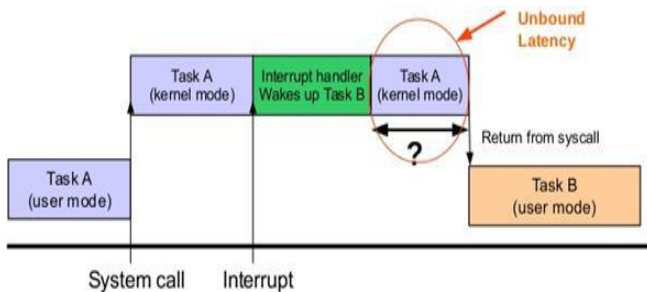 Unbound
Latency
Task A
(kernel mode)
Interrupt handler
Wakes up Task B
Task A
(kernel mode)
?
Return from syscall
Task A
(user mode)
Task B
(user mode)
System call
Interrupt